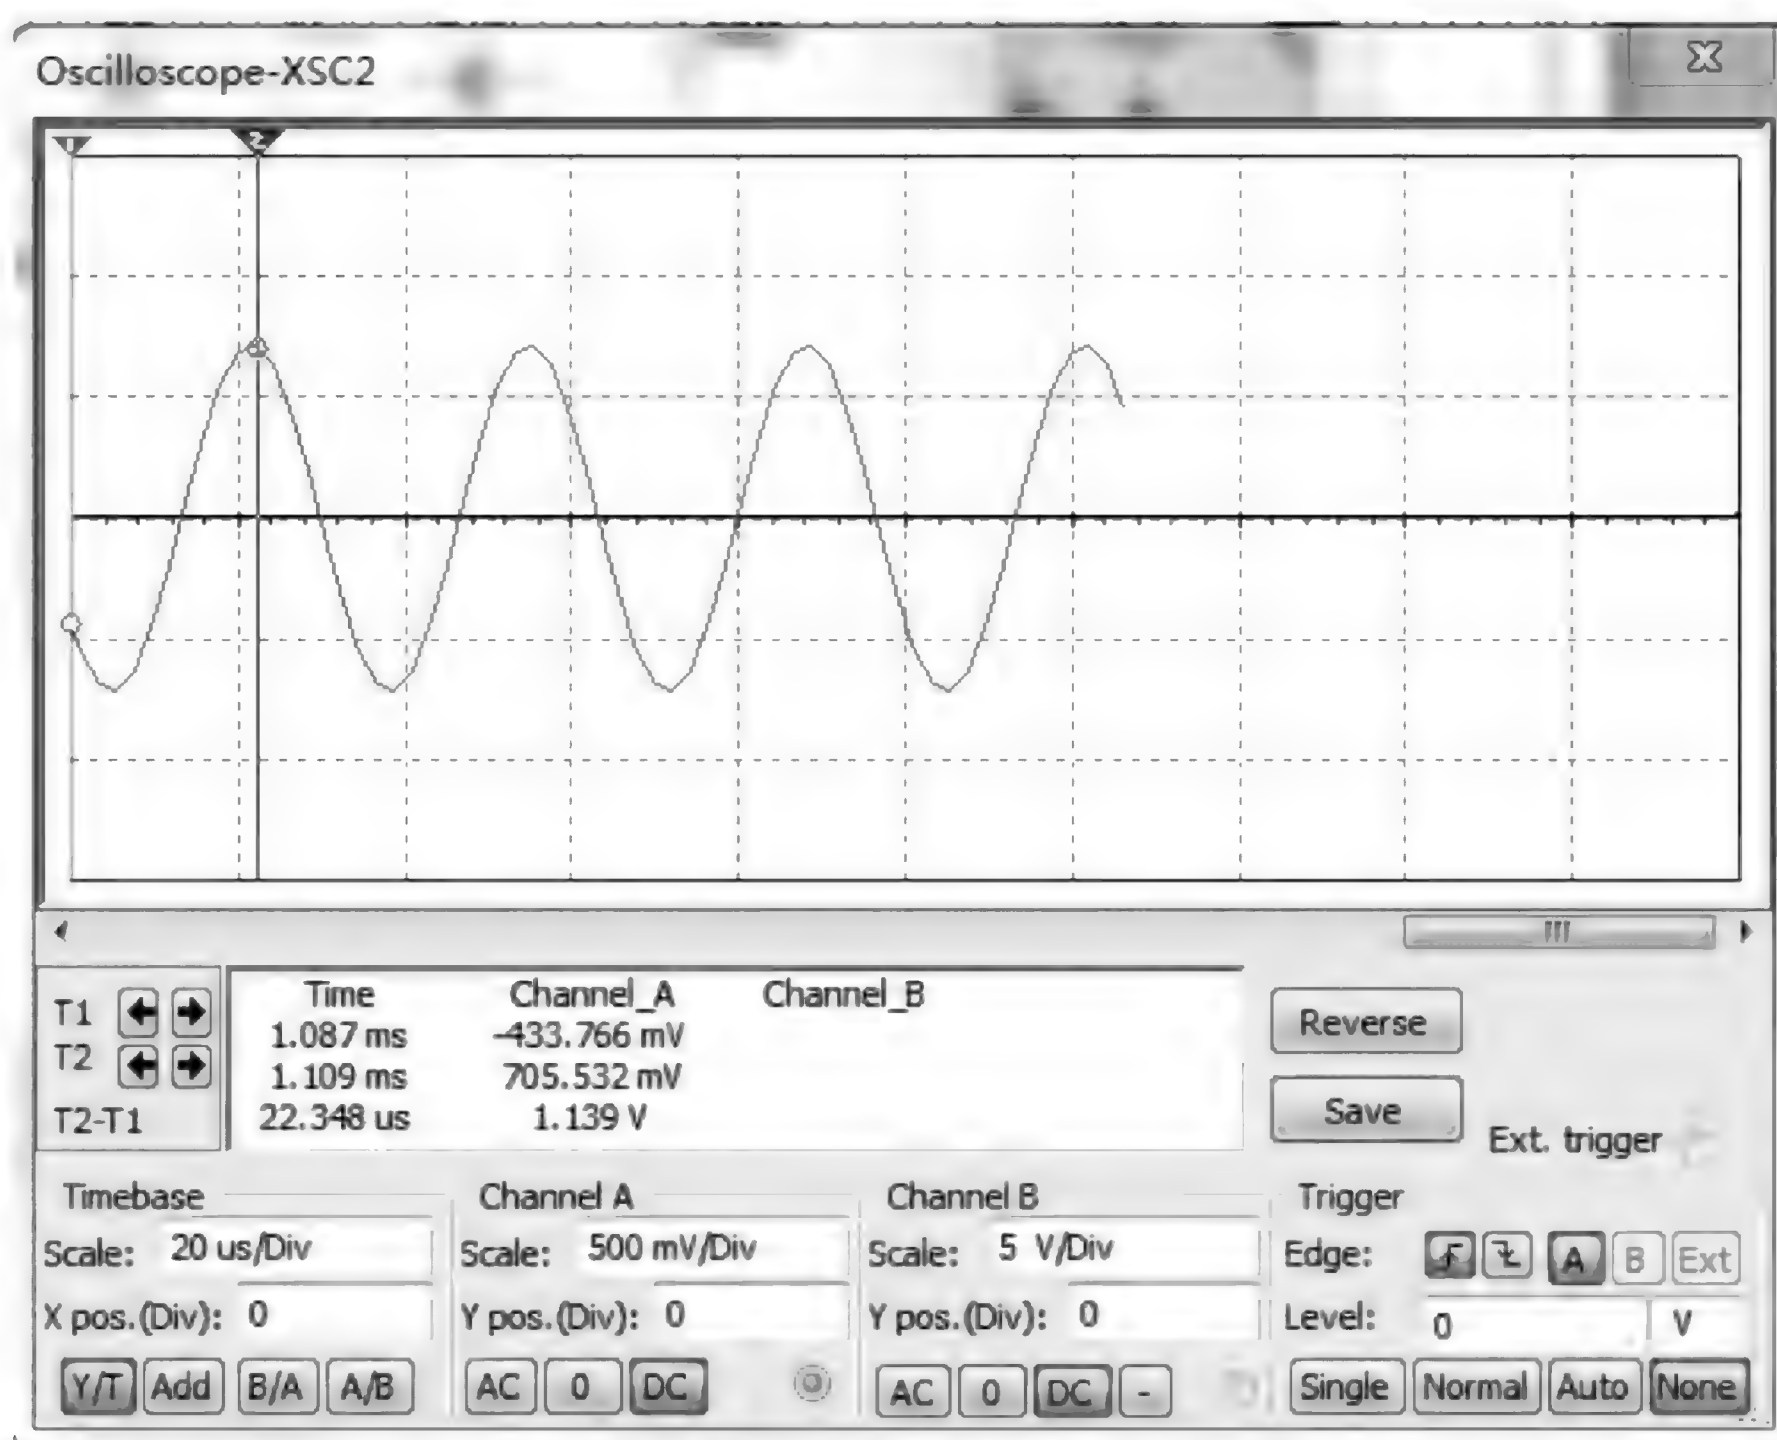 Oscilloscope-XSC2
1 2
Time Channel_A Channel_B
T1 1.087 ms -433.766 mV
T2 1.109 ms 705.532 mV
T2-T1 22.348 us 1.139 V
Reverse
Save
Ext. trigger
Timebase Channel A Channel B Trigger
Scale: 20 us/Div Scale: 500 mV/Div Scale: 5 V/Div Edge: A B Ext
X pos.(Div): 0 Y pos.(Div): 0 Y pos.(Div): 0 Level: 0 V
Y/T Add B/A A/B AC 0 DC AC 0 DC - Single Normal Auto None